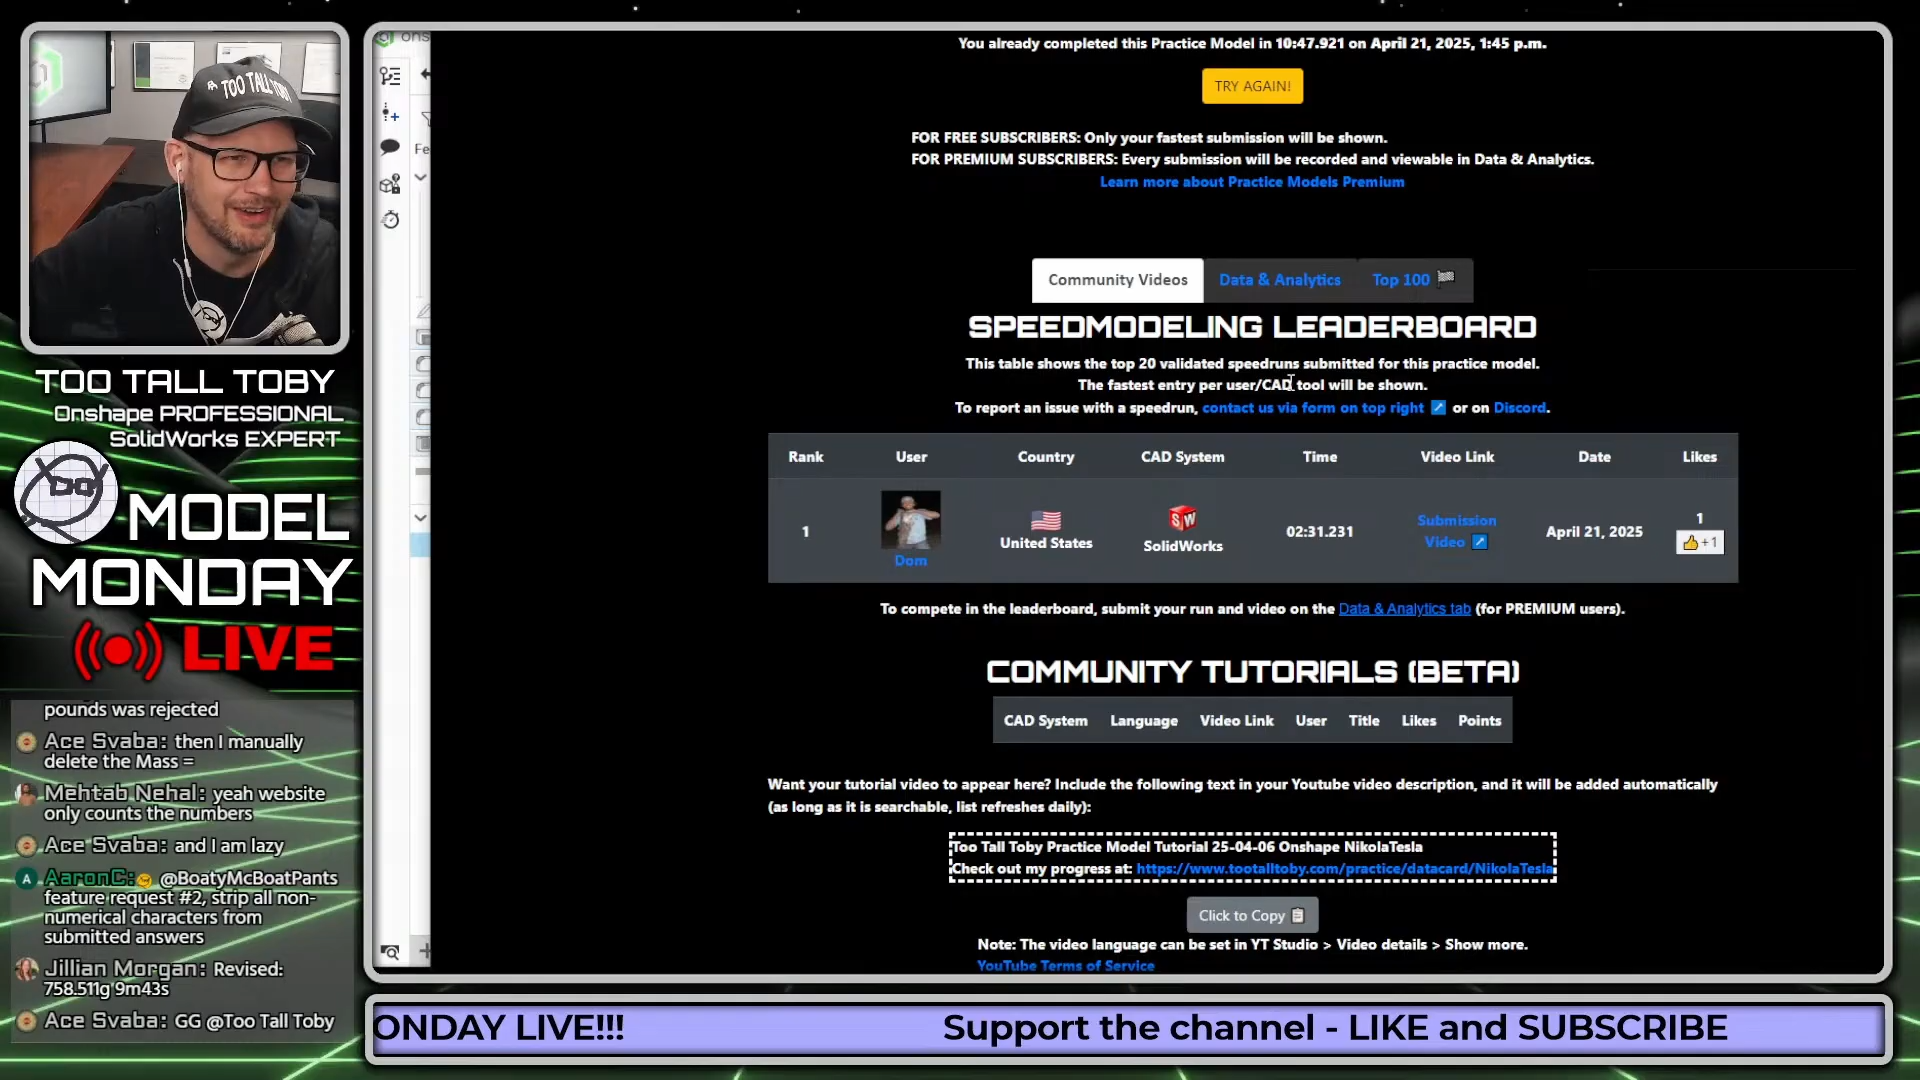 TOO TALL TOBY
TOO TALL TOBY
Onshape PROFESSIONAL
SolidWorks EXPERT
MODEL
MONDAY
LIVE
pounds was rejected
Ace Svaba: then I manually
delete the Mass =
Mehtab Nehal: yeah website
only counts the numbers
Ace Svaba: and I am lazy
A AaronC: @BoatyMcBoatPants
feature request #2, strip all non-
numerical characters from
submitted answers
Jillian Morgan: Revised:
758.511g 9m43s
Ace Svaba: GG @Too Tall Toby
ons
Fe
You already completed this Practice Model in 10:47.921 on April 21, 2025, 1:45 p.m.
TRY AGAIN!
FOR FREE SUBSCRIBERS: Only your fastest submission will be shown.
FOR PREMIUM SUBSCRIBERS: Every submission will be recorded and viewable in Data & Analytics.
Learn more about Practice Models Premium
Community Videos Data & Analytics Top 100
SPEEDMODELING LEADERBOARD
This table shows the top 20 validated speedruns submitted for this practice model.
The fastest entry per user/CAD tool will be shown.
To report an issue with a speedrun, contact us via form on top right or on Discord.
Rank User Country CAD System Time Video Link Date Likes
1 Dom United States SW SolidWorks 02:31.231 Submission Video April 21, 2025 1 +1
To compete in the leaderboard, submit your run and video on the Data & Analytics tab (for PREMIUM users).
COMMUNITY TUTORIALS (BETA)
CAD System Language Video Link User Title Likes Points
Want your tutorial video to appear here? Include the following text in your Youtube video description, and it will be added automatically
(as long as it is searchable, list refreshes daily):
Too Tall Toby Practice Model Tutorial 25-04-06 Onshape NikolaTesla
Check out my progress at: https://www.tootalltoby.com/practice/datacard/NikolaTesla
Click to Copy
Note: The video language can be set in YT Studio > Video details > Show more.
YouTube Terms of Service
ONDAY LIVE!!! Support the channel - LIKE and SUBSCRIBE